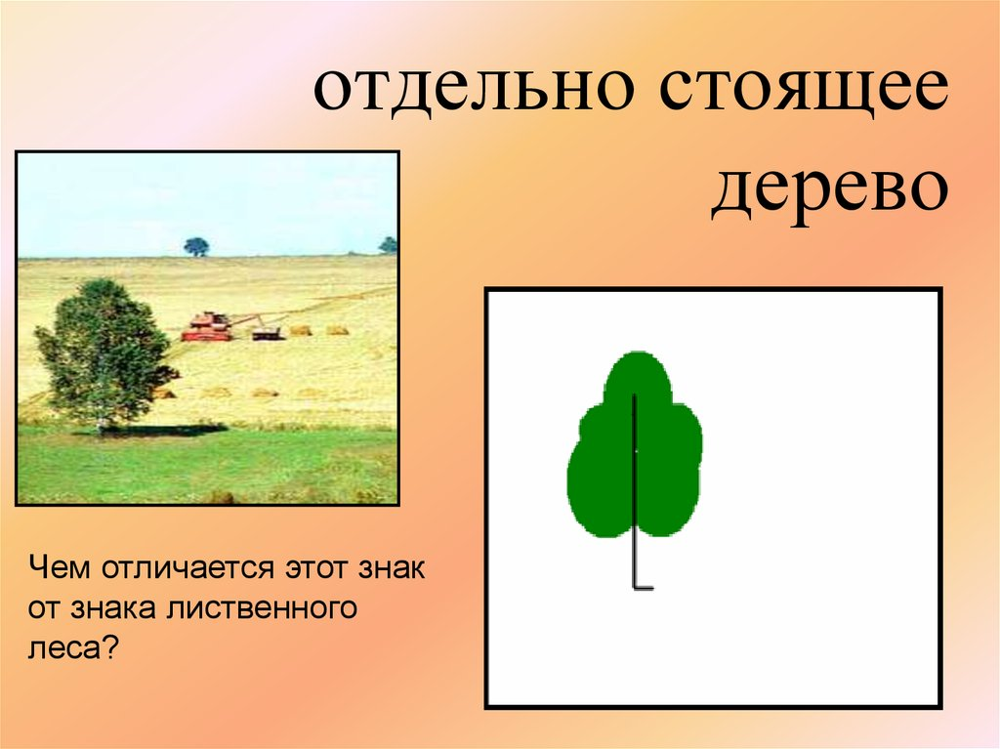 отдельно стоящее
дерево
Чем отличается этот знак
от знака лиственного
леса?